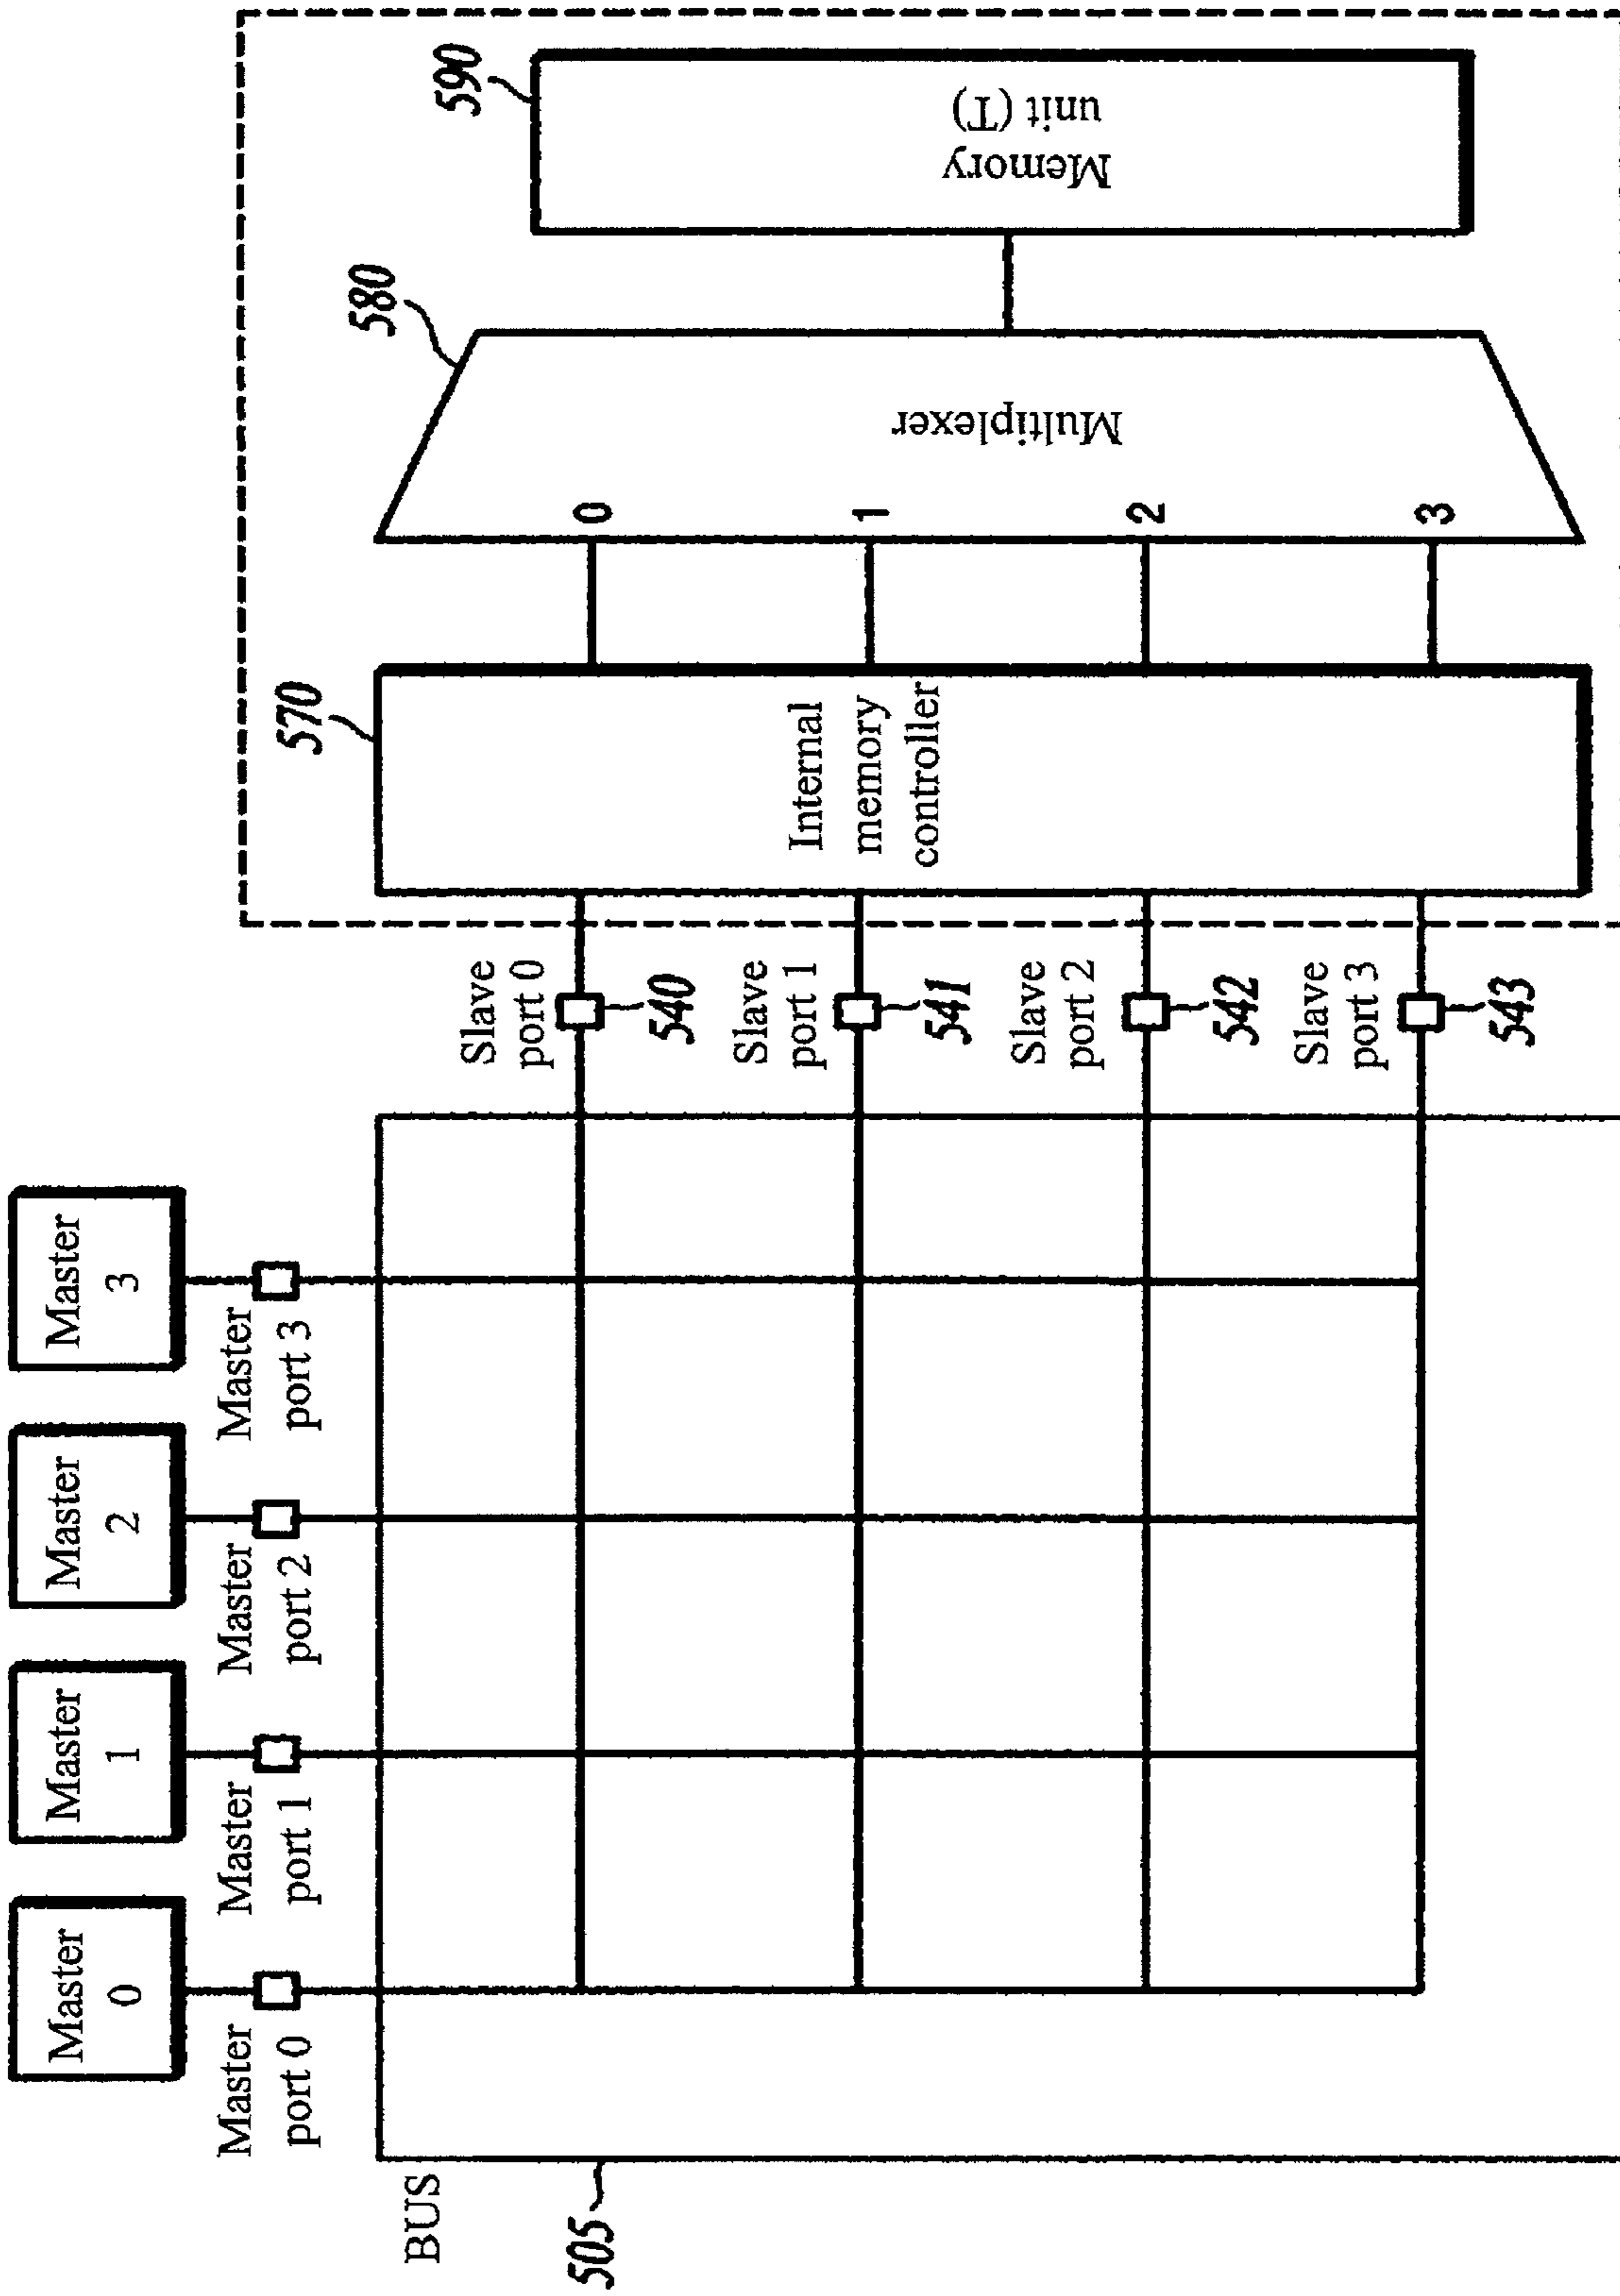 Master
0
Master
1
Master
2
Master
3
Master
port 0
Master
port 1
Master
port 2
Master
port 3
BUS
505
Slave
port 0
540
Slave
port 1
541
Slave
port 2
542
Slave
port 3
543
570
Internal
memory
controller
580
0
1
2
3
Multiplexer
590
Memory
unit (T)